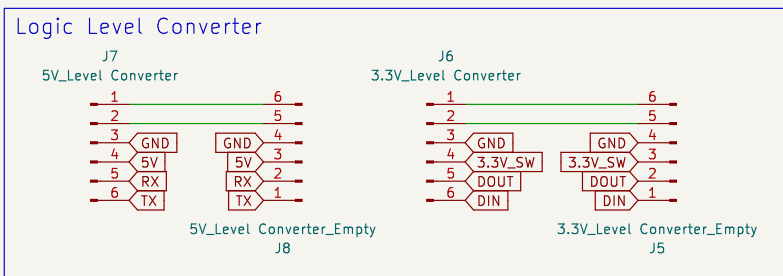 Logic Level Converter
J7
5V_Level Converter
1 6
2 5
3 GND GND 4
4 5V 5V 3
5 RX RX 2
6 TX TX 1
5V_Level Converter_Empty
J8
J6
3.3V_Level Converter
1 6
2 5
3 GND GND 4
4 3.3V_SW 3.3V_SW 3
5 DOUT DOUT 2
6 DIN DIN 1
3.3V_Level Converter_Empty
J5